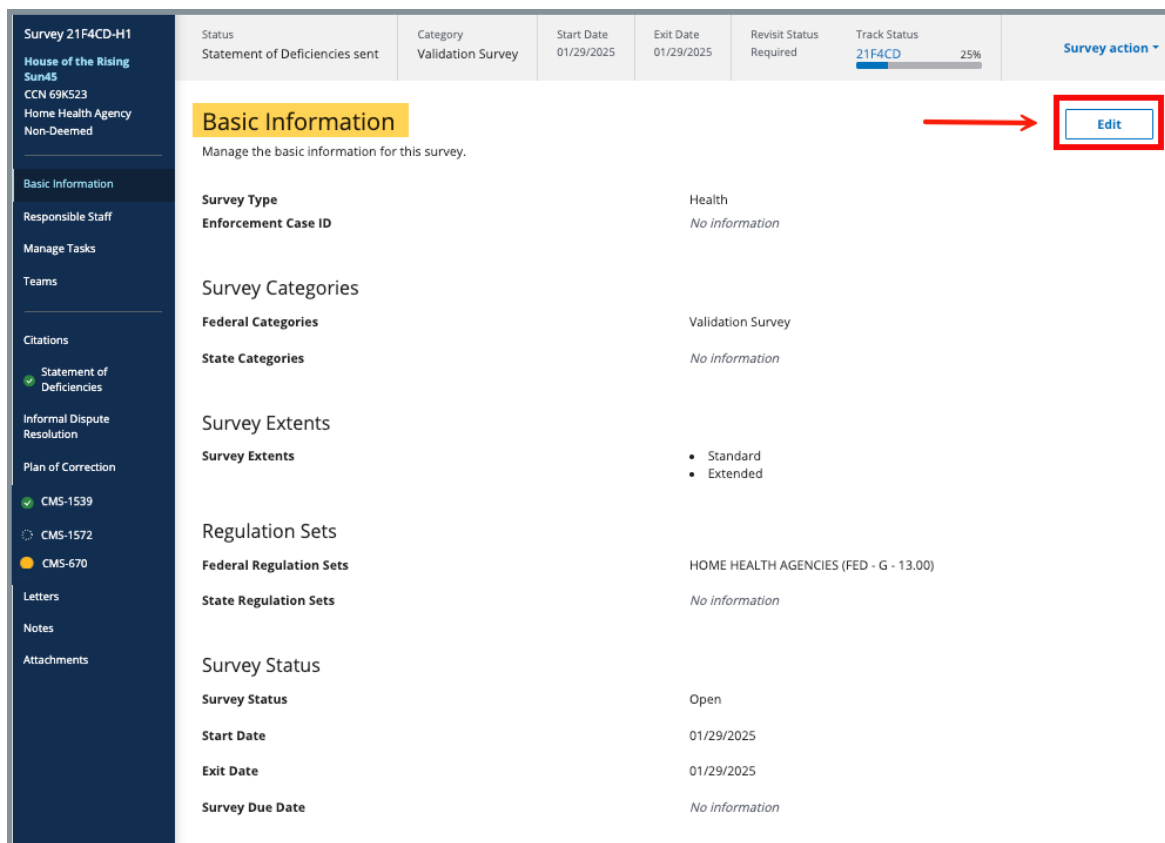 Survey 21F4CD-H1
House of the Rising
Sun45
CCN 69K523
Home Health Agency
Non-Deemed
Basic Information
Responsible Staff
Manage Tasks
Teams
Citations
Statement of
Deficiencies
Informal Dispute
Resolution
Plan of Correction
CMS-1539
CMS-1572
CMS-670
Letters
Notes
Attachments
Status
Statement of Deficiencies sent
Category
Validation Survey
Start Date
01/29/2025
Exit Date
01/29/2025
Revisit Status
Required
Track Status
21F4CD 25%
Survey action
Basic Information
Edit
Manage the basic information for this survey.
Survey Type Health
Enforcement Case ID No information
Survey Categories
Federal Categories Validation Survey
State Categories No information
Survey Extents
Survey Extents • Standard
• Extended
Regulation Sets
Federal Regulation Sets HOME HEALTH AGENCIES (FED - G - 13.00)
State Regulation Sets No information
Survey Status
Survey Status Open
Start Date 01/29/2025
Exit Date 01/29/2025
Survey Due Date No information